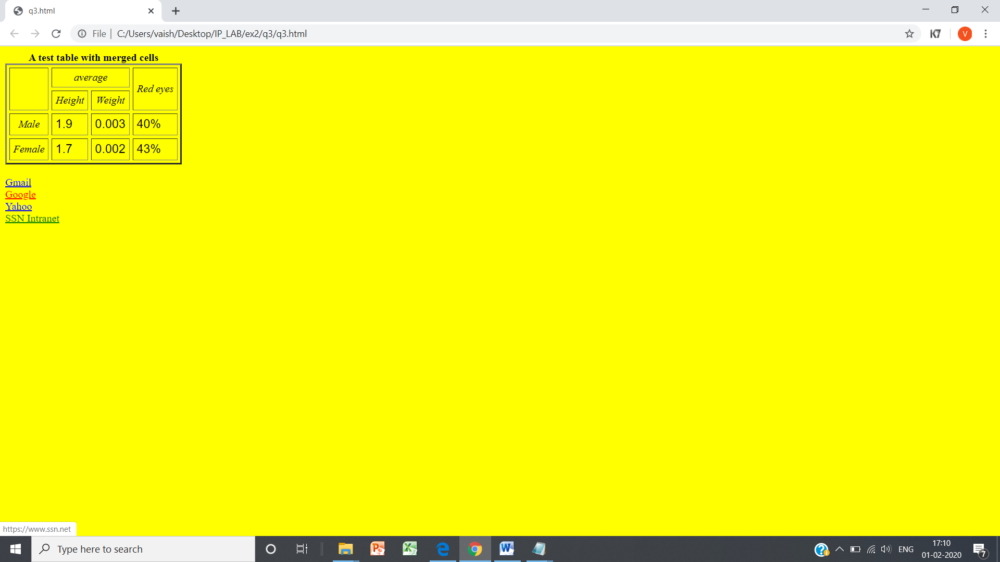 q3.html
File | C:/Users/vaish/Desktop/IP_LAB/ex2/q3/q3.html
K7
V
A test table with merged cells
average
Red eyes
Height Weight
Male 1.9 0.003 40%
Female 1.7 0.002 43%
Gmail
Google
Yahoo
SSN Intranet
https://www.ssn.net
Type here to search
ENG
17:10
01-02-2020
7